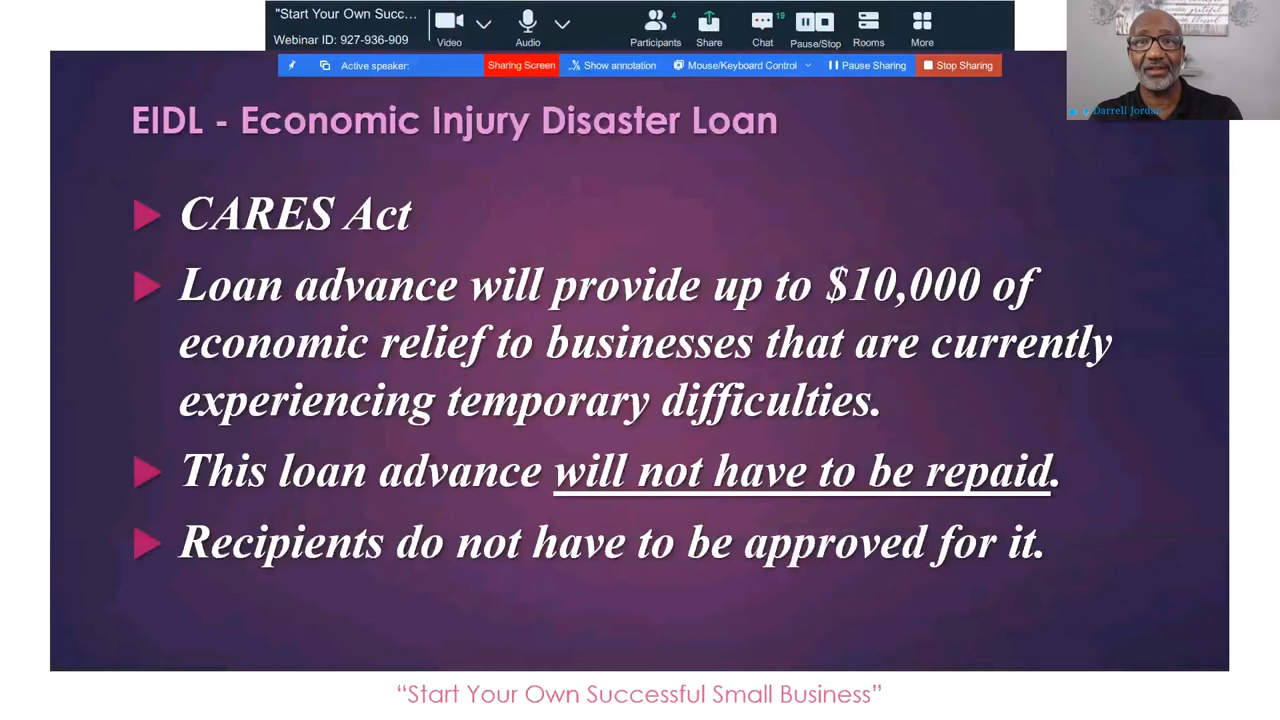 "Start Your Own Succ...
Webinar ID: 927-936-909
Video
Audio
Participants
4
Share
Chat
19
Pause/Stop
Rooms
More
Active speaker:
Sharing Screen
Show annotation
Mouse/Keyboard Control
Pause Sharing
Stop Sharing
grateful
blessed
Darrell Jordan
EIDL - Economic Injury Disaster Loan
CARES Act
Loan advance will provide up to $10,000 of
economic relief to businesses that are currently
experiencing temporary difficulties.
This loan advance will not have to be repaid.
Recipients do not have to be approved for it.
“Start Your Own Successful Small Business”